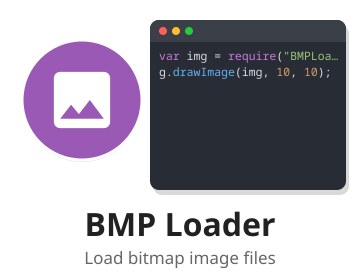 var img = require("BMPLoa…
g.drawImage(img, 10, 10);
BMP Loader
Load bitmap image files